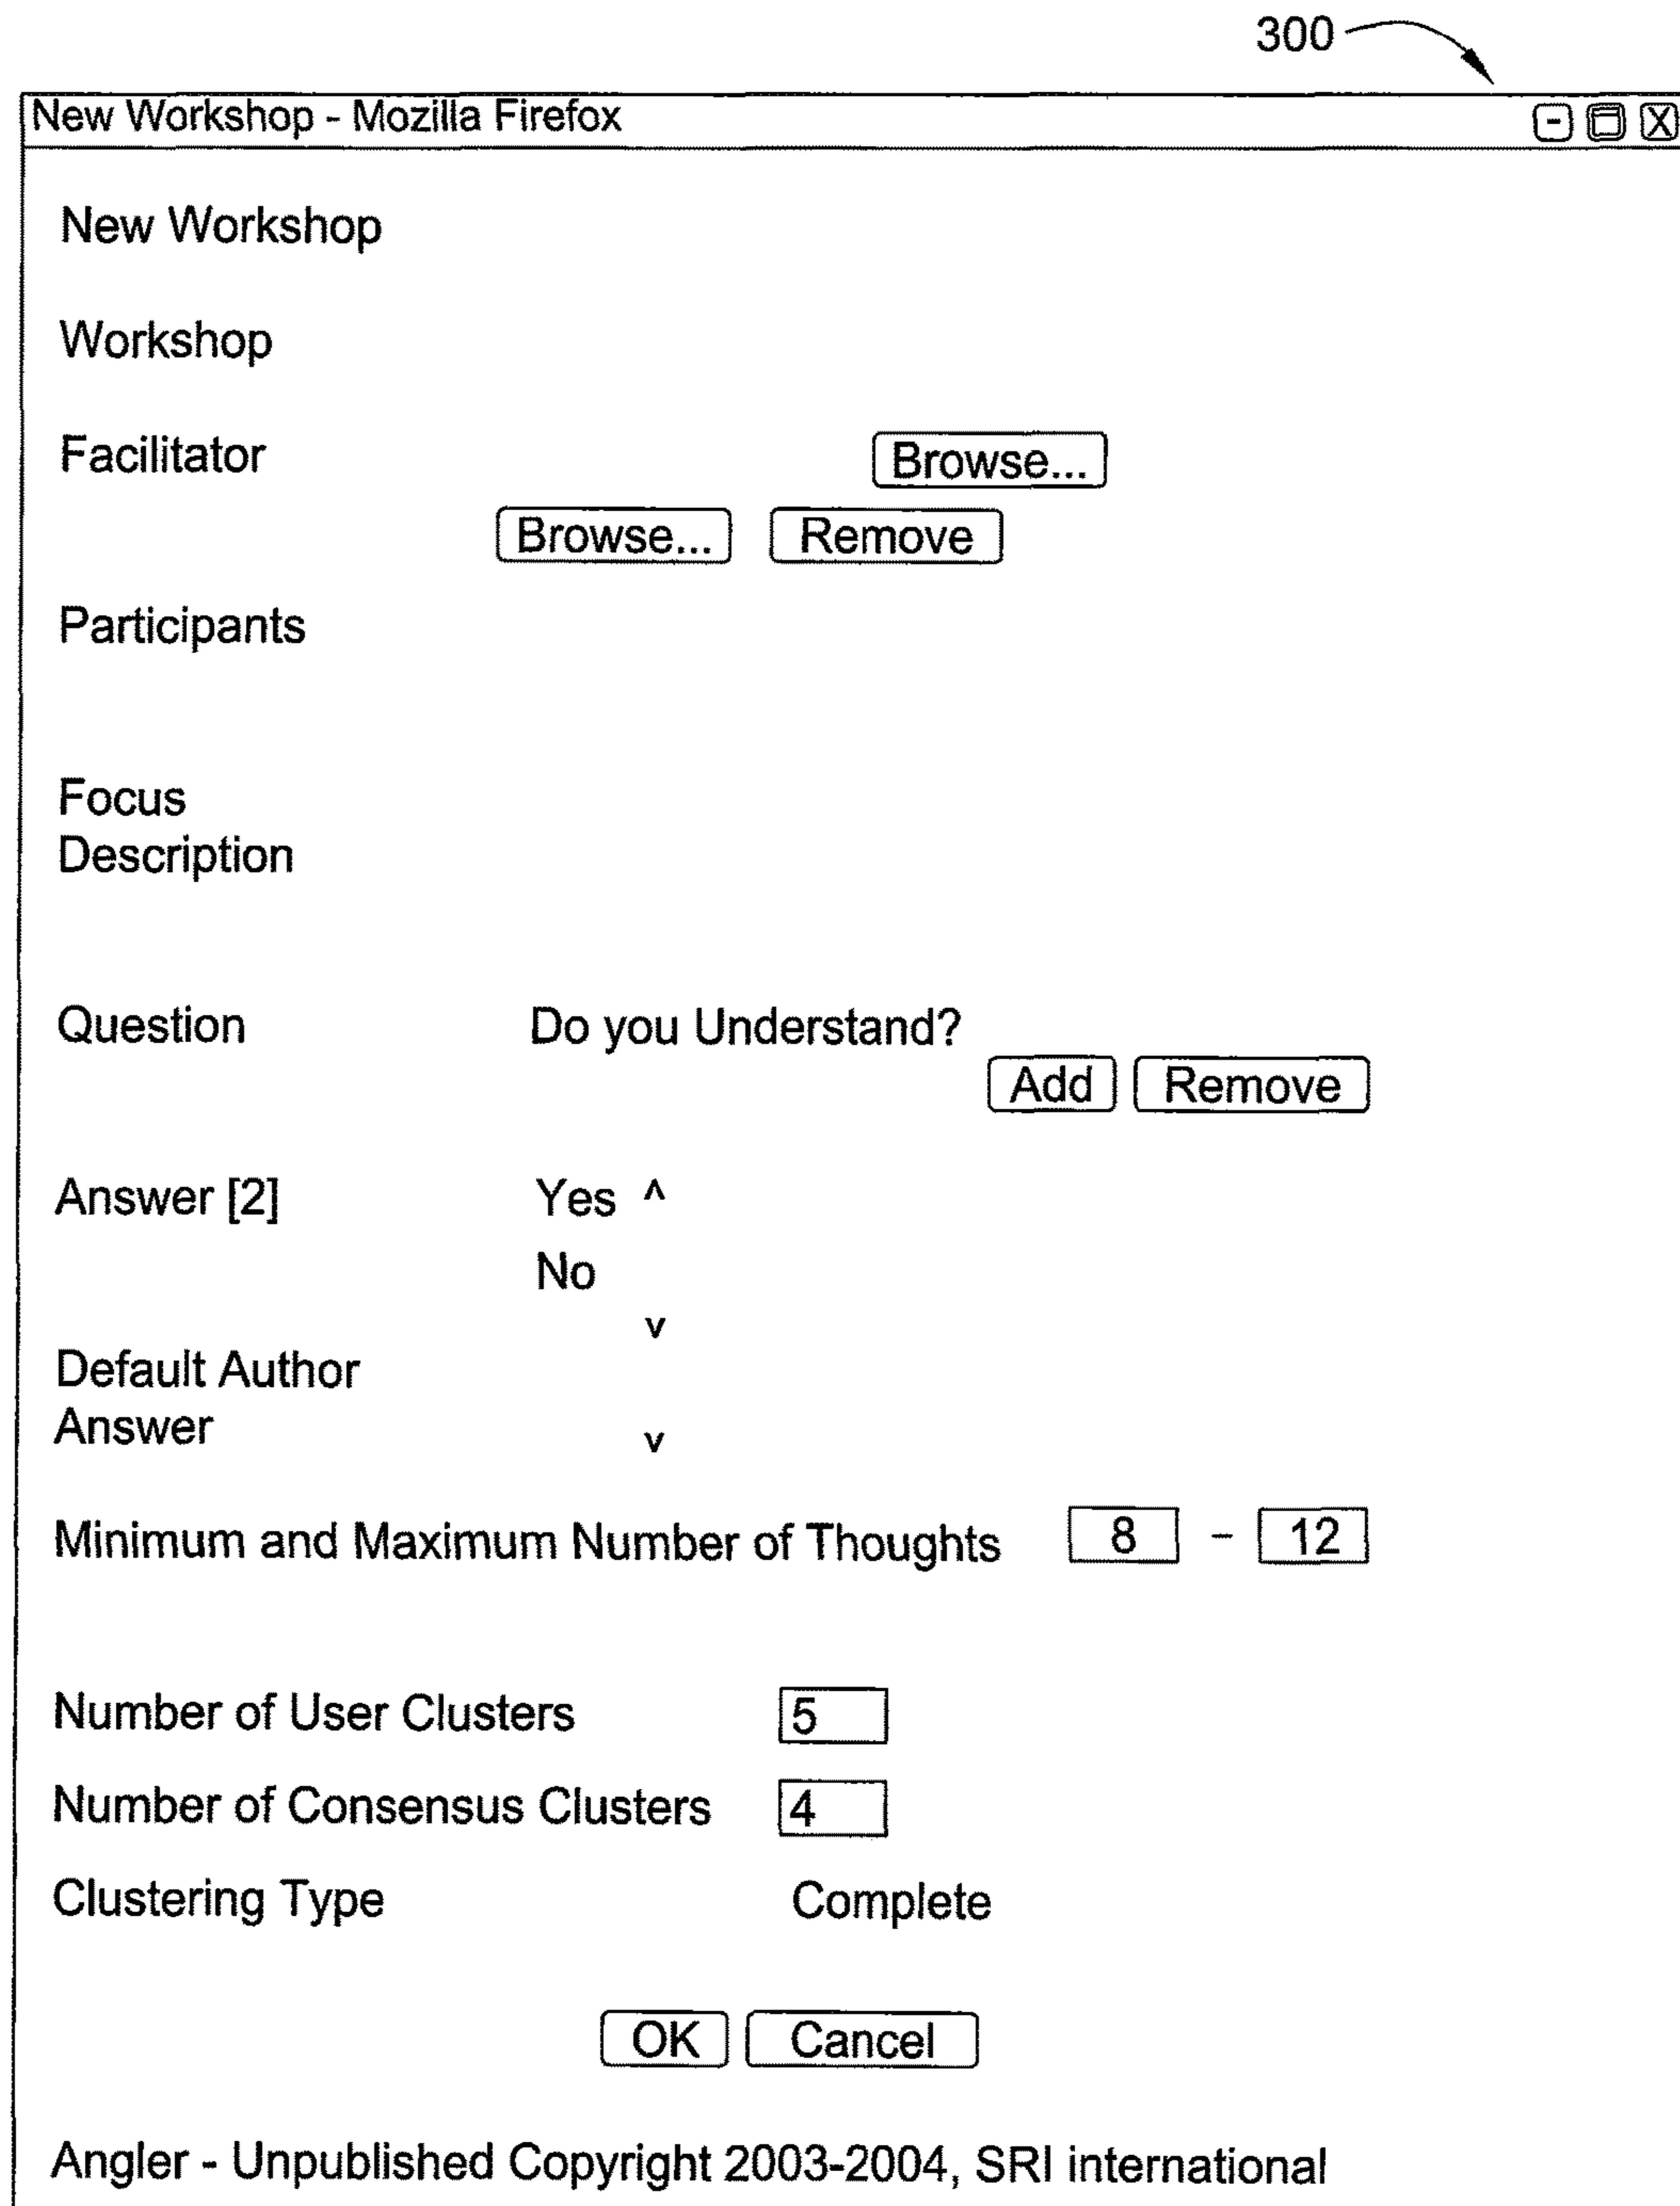 300
New Workshop - Mozilla Firefox - X
New Workshop
Workshop
Facilitator Browse...
Browse... Remove
Participants
Focus
Description
Question Do you Understand?
Add Remove
Answer [2] Yes ^
No
v
Default Author
Answer v
Minimum and Maximum Number of Thoughts 8 - 12
Number of User Clusters 5
Number of Consensus Clusters 4
Clustering Type Complete
OK Cancel
Angler - Unpublished Copyright 2003-2004, SRI international